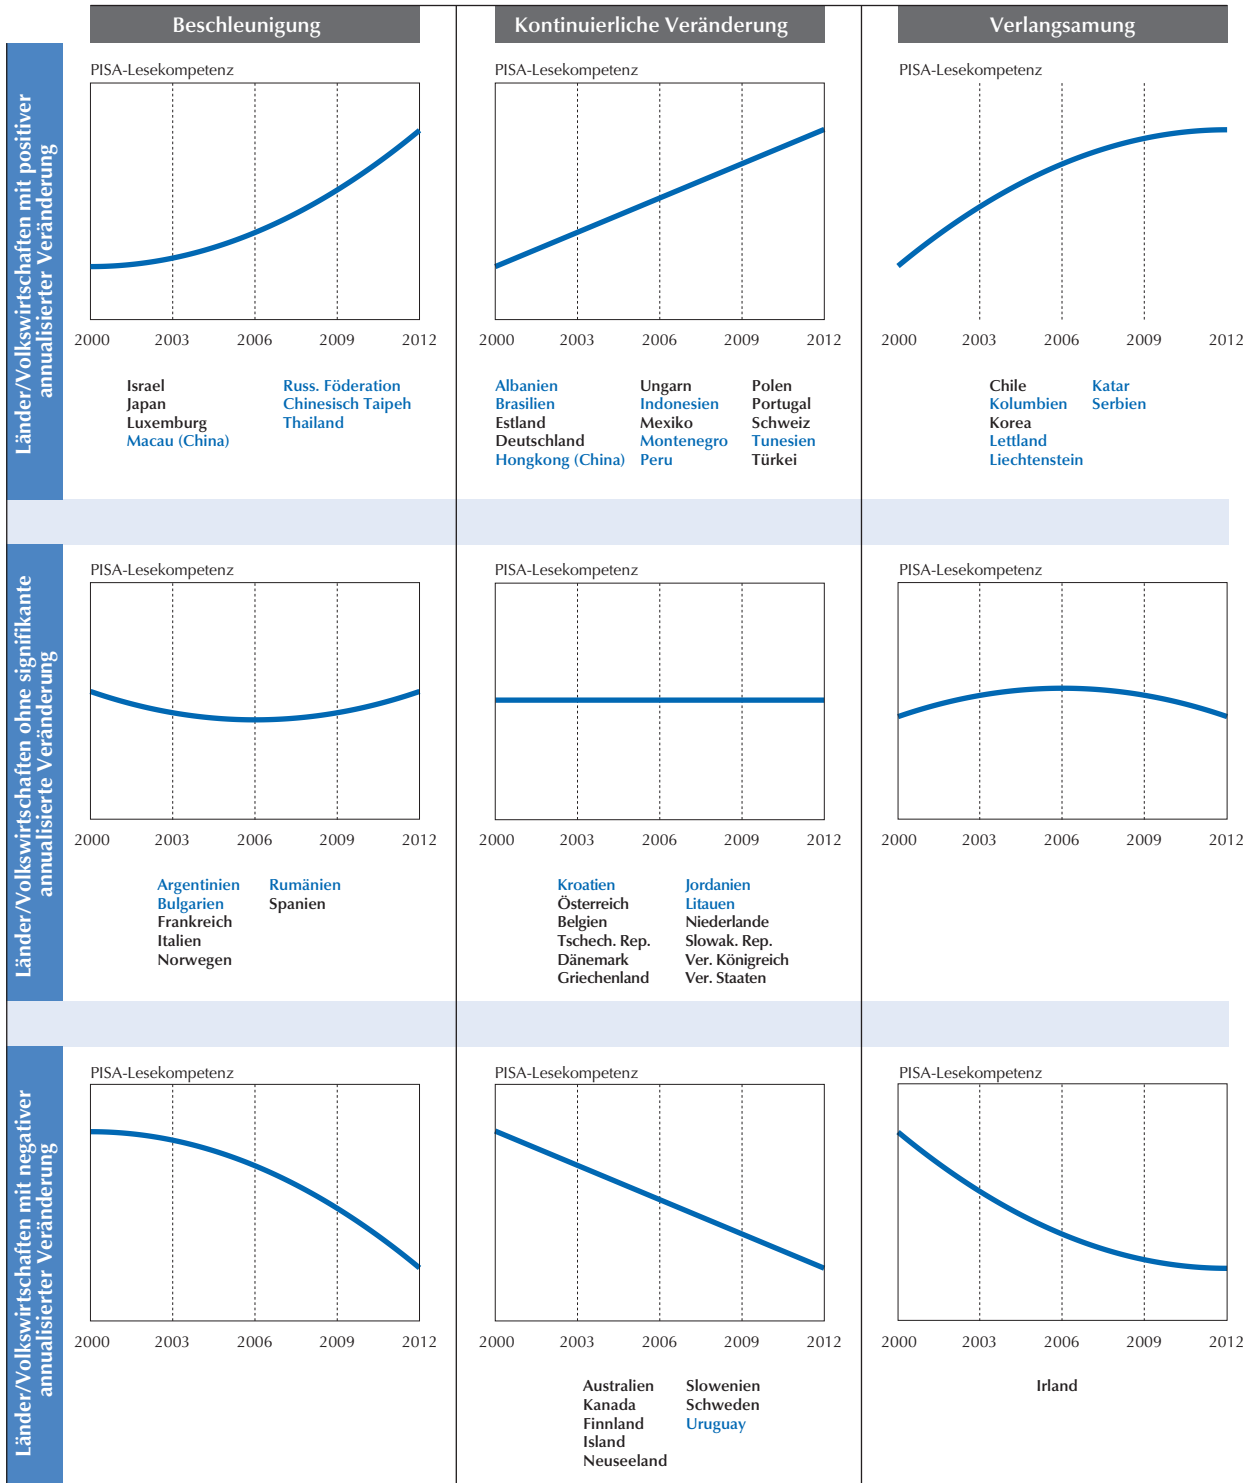 Beschleunigung
Kontinuierliche Veränderung
Verlangsamung
Länder/Volkswirtschaften mit positiver
annualisierter Veränderung
PISA-Lesekompetenz
2000 2003 2006 2009 2012
Israel
Japan
Luxemburg
Macau (China)
Russ. Föderation
Chinesisch Taipeh
Thailand
PISA-Lesekompetenz
2000 2003 2006 2009 2012
Albanien
Brasilien
Estland
Deutschland
Hongkong (China)
Ungarn
Indonesien
Mexiko
Montenegro
Peru
Polen
Portugal
Schweiz
Tunesien
Türkei
PISA-Lesekompetenz
2000 2003 2006 2009 2012
Chile
Kolumbien
Korea
Lettland
Liechtenstein
Katar
Serbien
Länder/Volkswirtschaften ohne signifikante
annualisierte Veränderung
PISA-Lesekompetenz
2000 2003 2006 2009 2012
Argentinien
Bulgarien
Frankreich
Italien
Norwegen
Rumänien
Spanien
PISA-Lesekompetenz
2000 2003 2006 2009 2012
Kroatien
Österreich
Belgien
Tschech. Rep.
Dänemark
Griechenland
Jordanien
Litauen
Niederlande
Slowak. Rep.
Ver. Königreich
Ver. Staaten
PISA-Lesekompetenz
2000 2003 2006 2009 2012
Länder/Volkswirtschaften mit negativer
annualisierter Veränderung
PISA-Lesekompetenz
2000 2003 2006 2009 2012
PISA-Lesekompetenz
2000 2003 2006 2009 2012
Australien
Kanada
Finnland
Island
Neuseeland
Slowenien
Schweden
Uruguay
PISA-Lesekompetenz
2000 2003 2006 2009 2012
Irland